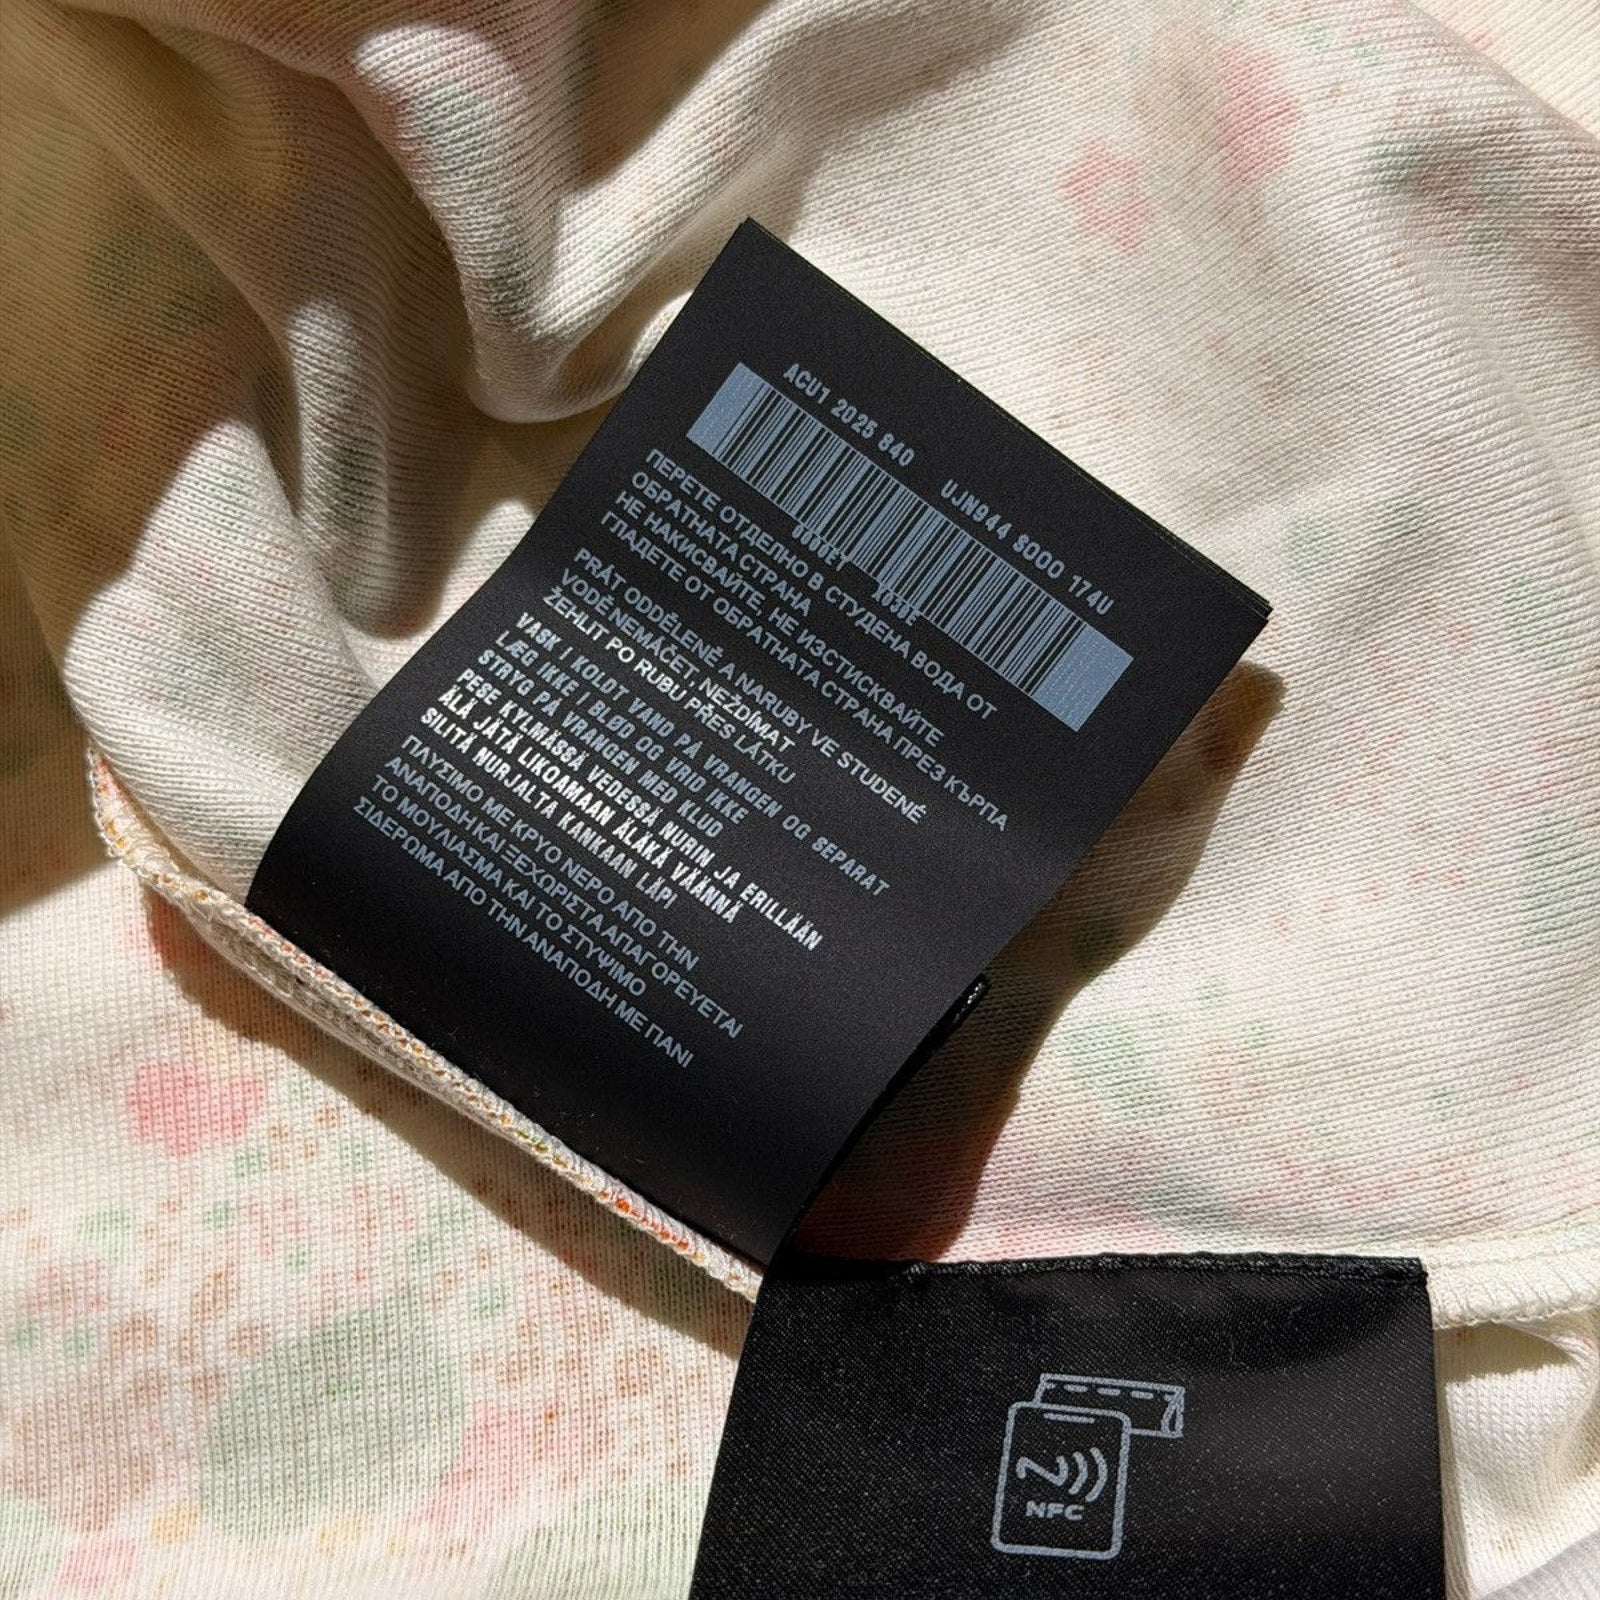 ACU1 2025 840 UJN944 S000 174U
ПЕРЕТЕ ОТДЕЛНО В СТУДЕНА ВОДА ОТ
ОБРАТНАТА СТРАНА
НЕ НАКИСВАЙТЕ, НЕ ИЗСТИСКВАЙТЕ
ГЛАДЕТЕ ОТ ОБРАТНАТА СТРАНА ПРЕЗ КЪРПА
PRÁT ODDĚLENĚ A NARUBY VE STUDENÉ
VODĚ NEMÁČET, NEŽDÍMAT
ŽEHLIT PO RUBU PŘES LÁTKU
VASK I KOLDT VAND PÅ VRANGEN OG SEPARAT
LÆG IKKE I BLØD OG VRID IKKE
STRYG PÅ VRANGEN MED KLUD
PESE KYLMÄSSÄ VEDESSÄ NURIN JA ERILLÄÄN
ÄLÄ JÄTÄ LIKOAMAAN ÄLÄKÄ VÄÄNNÄ
SILITÄ NURJALTA KANKAAN LÄPI
ΠΛΥΣΙΜΟ ΜΕ ΚΡΥΟ ΝΕΡΟ ΑΠΟ ΤΗΝ
ΑΝΑΠΟΔΗ ΚΑΙ ΞΕΧΩΡΙΣΤΑ ΑΠΑΓΟΡΕΥΕΤΑΙ
ΤΟ ΜΟΥΛΙΑΣΜΑ ΚΑΙ ΤΟ ΣΤΥΨΙΜΟ
ΣΙΔΕΡΩΜΑ ΑΠΟ ΤΗΝ ΑΝΑΠΟΔΗ ΜΕ ΠΑΝΙ
NFC